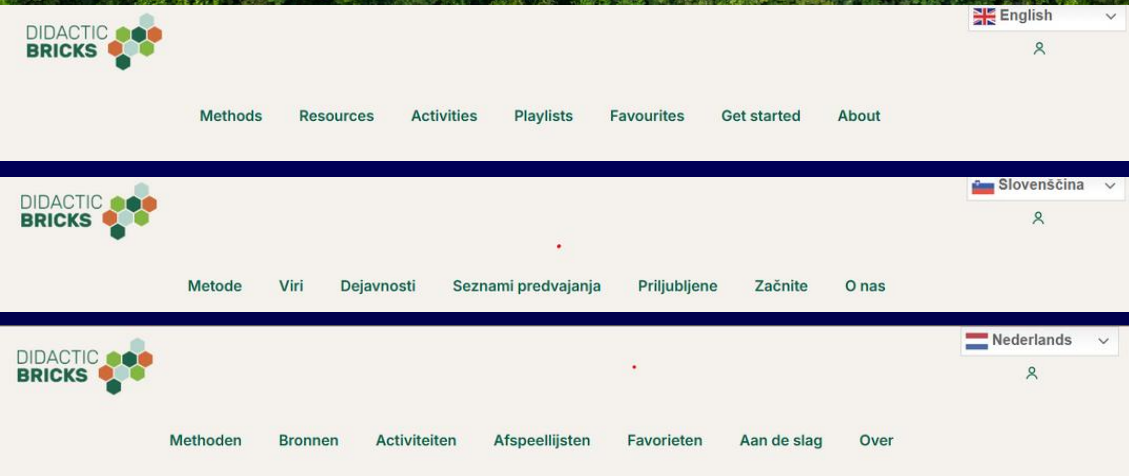 English
DIDACTIC
BRICKS
Methods Resources Activities Playlists Favourites Get started About
Slovenščina
DIDACTIC
BRICKS
Metode Viri Dejavnosti Seznami predvajanja Priljubljene Začnite O nas
Nederlands
DIDACTIC
BRICKS
Methoden Bronnen Activiteiten Afspeellijsten Favorieten Aan de slag Over